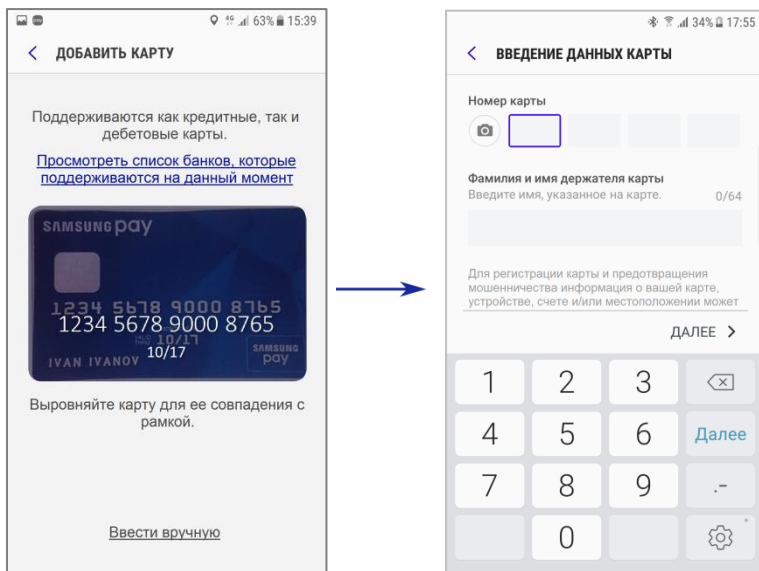 63% 15:39
ДОБАВИТЬ КАРТУ
Поддерживаются как кредитные, так и
дебетовые карты.
Просмотреть список банков, которые
поддерживаются на данный момент
SAMSUNG pay
1234 5678 9000 8765
1234 5678 9000 8765
10/17
10/17
IVAN IVANOV
SAMSUNG
pay
Выровняйте карту для ее совпадения с
рамкой.
Ввести вручную
34% 17:55
ВВЕДЕНИЕ ДАННЫХ КАРТЫ
Номер карты
Фамилия и имя держателя карты
Введите имя, указанное на карте. 0/64
Для регистрации карты и предотвращения
мошенничества информация о вашей карте,
устройстве, счете и/или местоположении может
ДАЛЕЕ >
1 2 3
4 5 6 Далее
7 8 9 .-
0